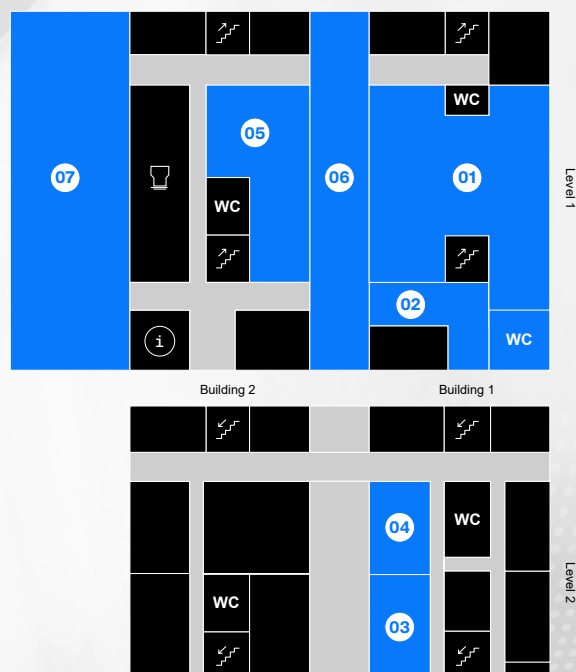 WC
05
07
06
01
WC
02
i
WC
Level 1
Building 2
Building 1
04
WC
WC
03
Level 2